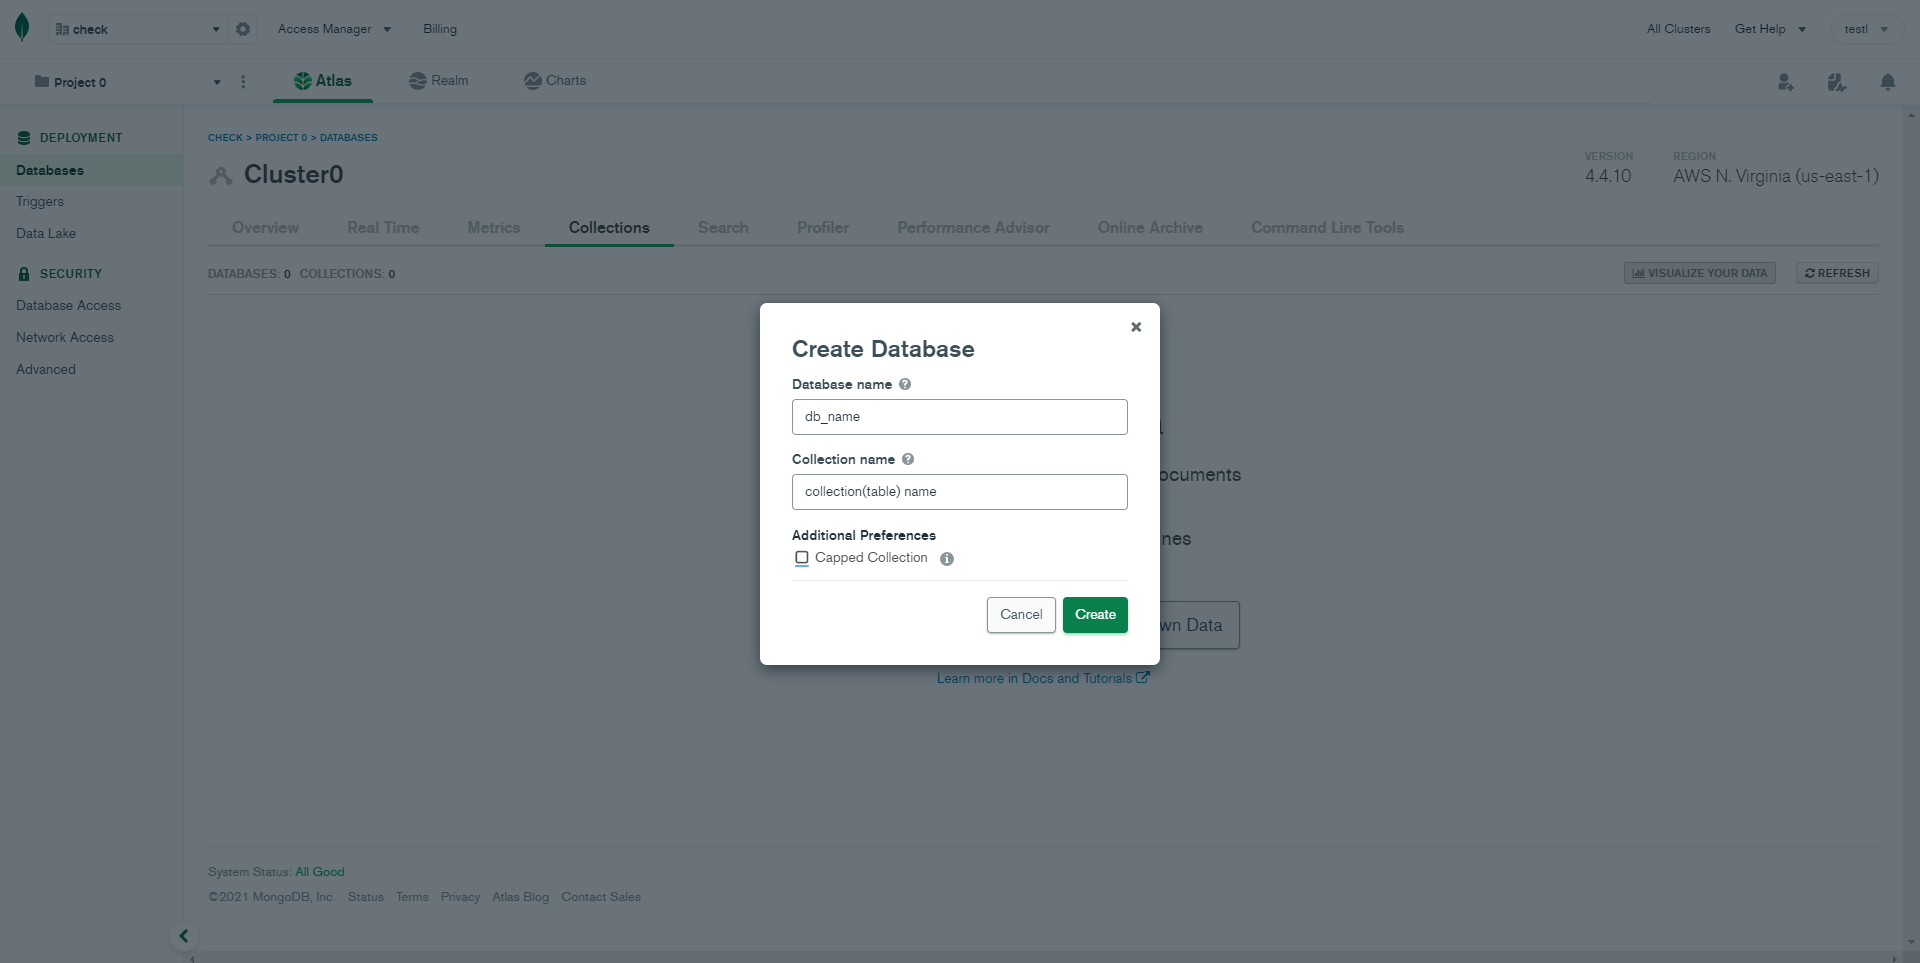 check
Access Manager
Billing
All Clusters
Get Help
testl
Project 0
Atlas
Realm
Charts
DEPLOYMENT
Databases
Triggers
Data Lake
SECURITY
Database Access
Network Access
Advanced
CHECK > PROJECT 0 > DATABASES
Cluster0
VERSION
4.4.10
REGION
AWS N. Virginia (us-east-1)
Overview
Real Time
Metrics
Collections
Search
Profiler
Performance Advisor
Online Archive
Command Line Tools
DATABASES: 0 COLLECTIONS: 0
VISUALIZE YOUR DATA
REFRESH
Create Database
Database name
db_name
Collection name
collection(table) name
Additional Preferences
Capped Collection
Cancel
Create
ocuments
nes
wn Data
Learn more in Docs and Tutorials
System Status: All Good
©2021 MongoDB, Inc. Status Terms Privacy Atlas Blog Contact Sales